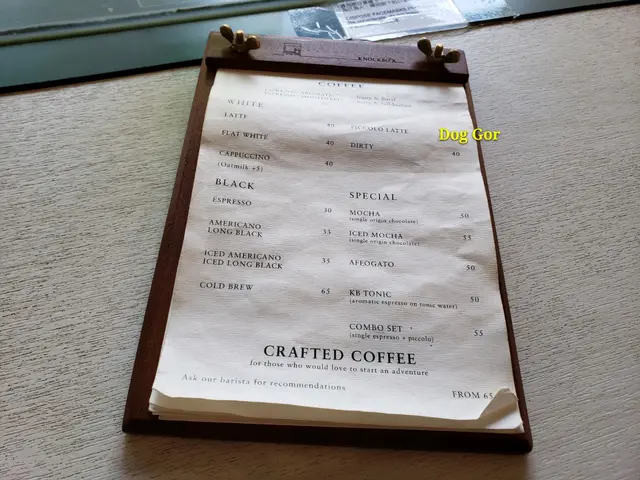 DISPOSE FACEMASKS
KNOCKBOX
COFFEE
WHITE
LATTE 40
FLAT WHITE 40
CAPPUCCINO 40
(Oatmilk +5)
PICCOLO LATTE
DIRTY 40
Dog Gor
BLACK
ESPRESSO 30
AMERICANO 35
LONG BLACK
ICED AMERICANO 35
ICED LONG BLACK
COLD BREW 65
SPECIAL
MOCHA 50
(single origin chocolate)
ICED MOCHA 55
(single origin chocolate)
AFFOGATO 50
KB TONIC 50
(aromatic espresso on tonic water)
COMBO SET 55
(single espresso + piccolo)
CRAFTED COFFEE
for those who would love to start an adventure
Ask our barista for recommendations
FROM 65